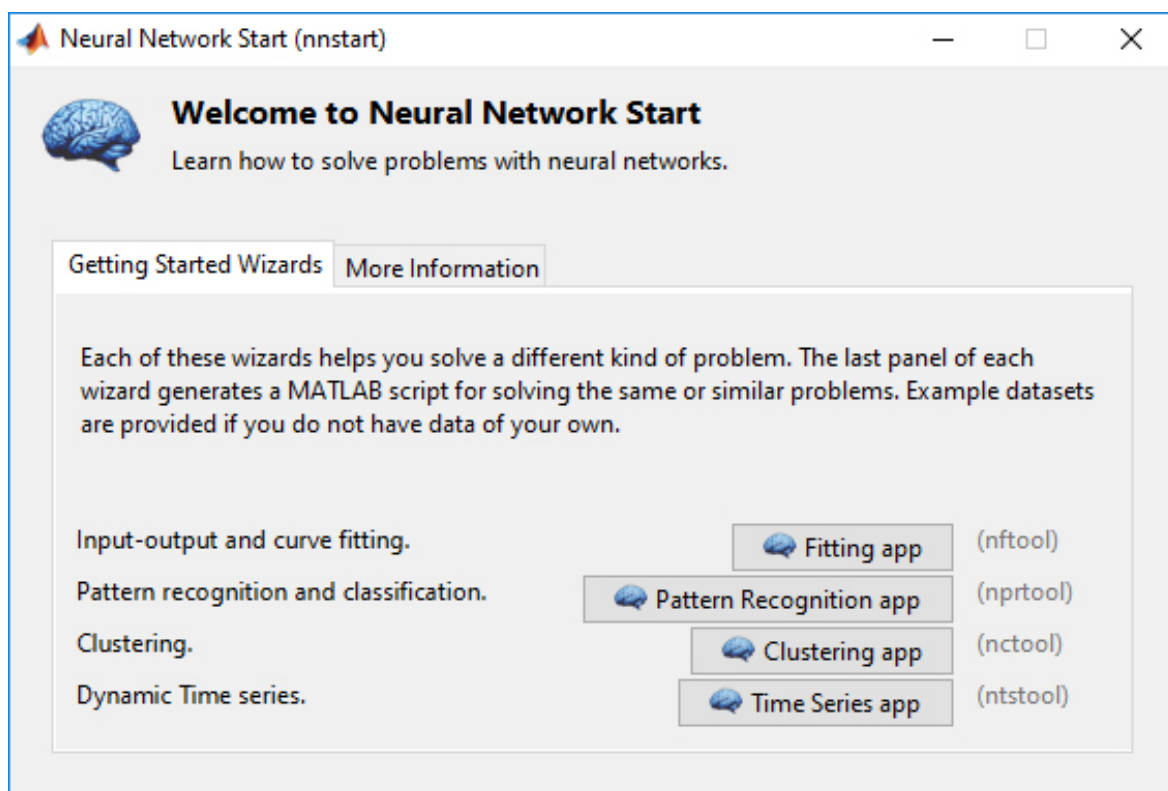 Neural Network Start (nnstart)
Welcome to Neural Network Start
Learn how to solve problems with neural networks.
Getting Started Wizards
More Information
Each of these wizards helps you solve a different kind of problem. The last panel of each
wizard generates a MATLAB script for solving the same or similar problems. Example datasets
are provided if you do not have data of your own.
Input-output and curve fitting. Fitting app (nftool)
Pattern recognition and classification. Pattern Recognition app (nprtool)
Clustering. Clustering app (nctool)
Dynamic Time series. Time Series app (ntstool)